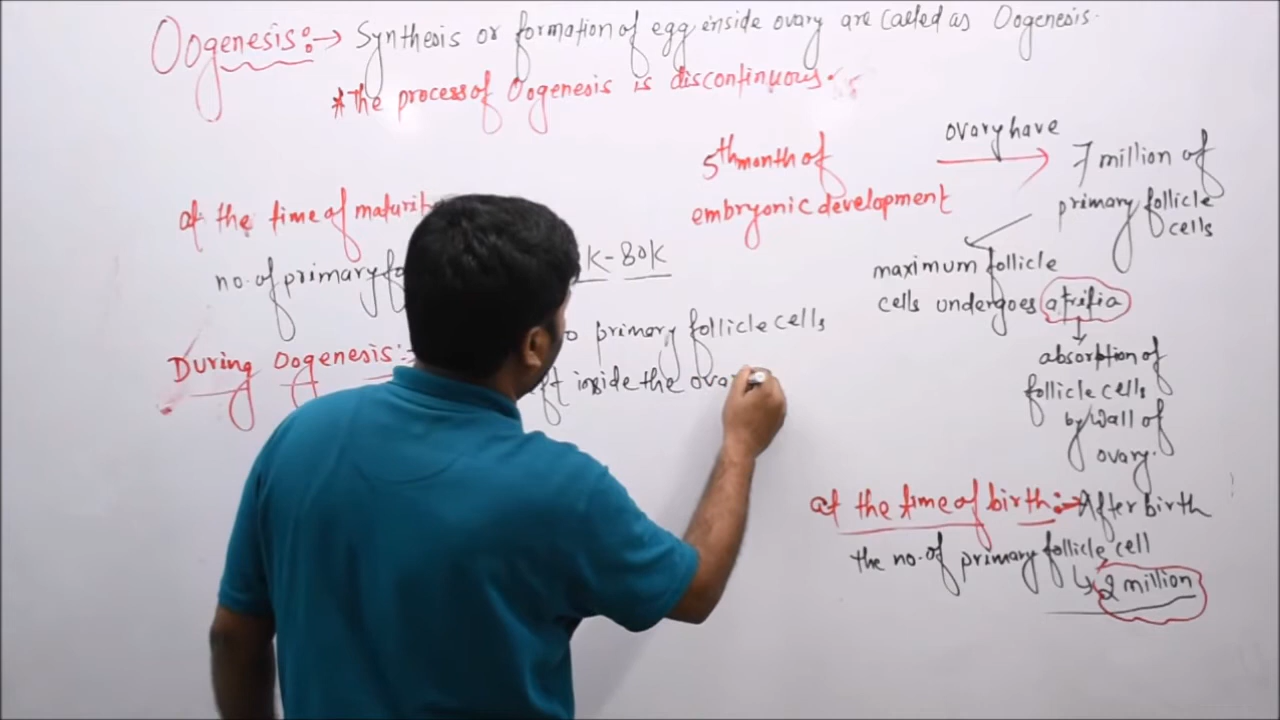 Oogenesis:→ Synthesis or formation of egg inside ovary are called as Oogenesis.
*The process of Oogenesis is discontinuous.
5th month of
embryonic development
ovary have
7 million of
primary follicle
cells
maximum follicle
cells undergoes atrifia
absorption of
follicle cells
by wall of
ovary.
at the time of birth:→ After birth
the no. of primary follicle cell
↳ 2 million
at the time of maturit
no. of primary fo K-80K
During Oogenesis:- primary follicle cells
inside the ova